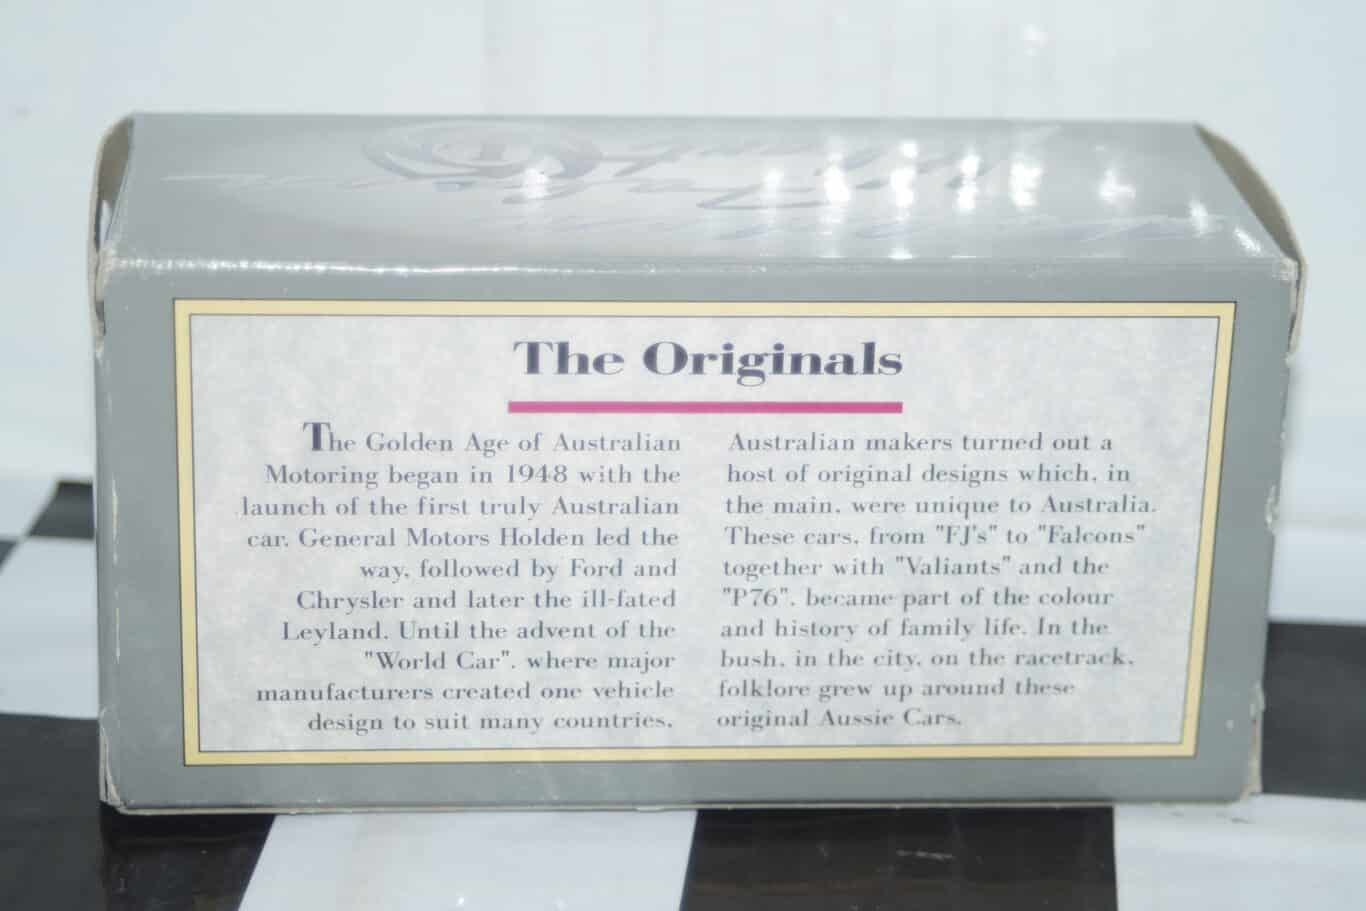 The Originals
The Golden Age of Australian
Motoring began in 1948 with the
launch of the first truly Australian
car. General Motors Holden led the
way, followed by Ford and
Chrysler and later the ill-fated
Leyland. Until the advent of the
"World Car", where major
manufacturers created one vehicle
design to suit many countries,
Australian makers turned out a
host of original designs which, in
the main, were unique to Australia.
These cars, from "FJ's" to "Falcons"
together with "Valiants" and the
"P76", became part of the colour
and history of family life. In the
bush, in the city, on the racetrack,
folklore grew up around these
original Aussie Cars.